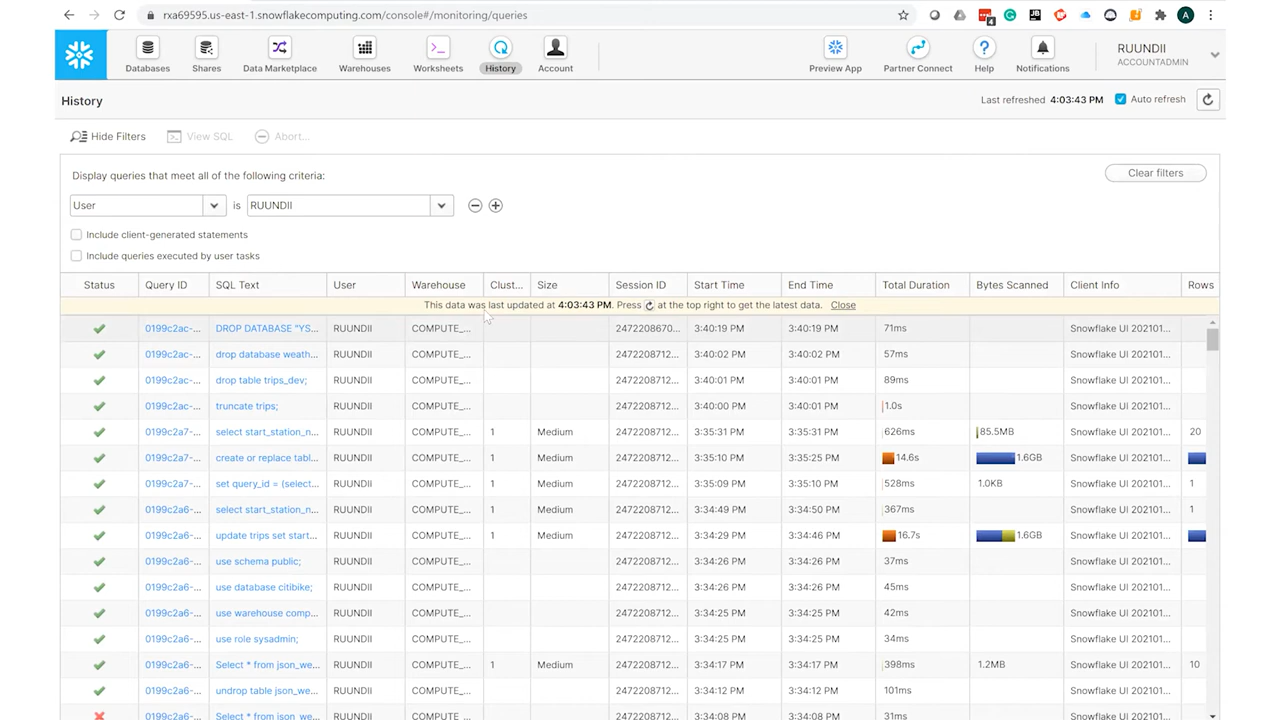 rxa69595.us-east-1.snowflakecomputing.com/console#/monitoring/queries
4
A
Databases Shares Data Marketplace Warehouses Worksheets History Account Preview App Partner Connect Help Notifications
RUUNDII
ACCOUNTADMIN
History
Last refreshed 4:03:43 PM Auto refresh
Hide Filters View SQL Abort...
Display queries that meet all of the following criteria:
Clear filters
User is RUUNDII
Include client-generated statements
Include queries executed by user tasks
Status Query ID SQL Text User Warehouse Clust... Size Session ID Start Time End Time Total Duration Bytes Scanned Client Info Rows
This data was last updated at 4:03:43 PM. Press at the top right to get the latest data. Close
0199c2ac-... DROP DATABASE "YS... RUUNDII COMPUTE_... 2472208670... 3:40:19 PM 3:40:19 PM 71ms Snowflake UI 202101...
0199c2ac-... drop database weath... RUUNDII COMPUTE_... 2472208712... 3:40:02 PM 3:40:02 PM 57ms Snowflake UI 202101...
0199c2ac-... drop table trips_dev; RUUNDII COMPUTE_... 2472208712... 3:40:01 PM 3:40:01 PM 89ms Snowflake UI 202101...
0199c2ac-... truncate trips; RUUNDII COMPUTE_... 2472208712... 3:40:00 PM 3:40:01 PM 1.0s Snowflake UI 202101...
0199c2a7-... select start_station_n... RUUNDII COMPUTE_... 1 Medium 2472208712... 3:35:31 PM 3:35:31 PM 626ms 85.5MB Snowflake UI 202101... 20
0199c2a7-... create or replace tabl... RUUNDII COMPUTE_... 1 Medium 2472208712... 3:35:10 PM 3:35:25 PM 14.6s 1.6GB Snowflake UI 202101...
0199c2a7-... set query_id = (select... RUUNDII COMPUTE_... 1 Medium 2472208712... 3:35:09 PM 3:35:10 PM 528ms 1.0KB Snowflake UI 202101... 1
0199c2a6-... select start_station_n... RUUNDII COMPUTE_... 1 Medium 2472208712... 3:34:49 PM 3:34:50 PM 367ms Snowflake UI 202101... 1
0199c2a6-... update trips set start... RUUNDII COMPUTE_... 1 Medium 2472208712... 3:34:29 PM 3:34:46 PM 16.7s 1.6GB Snowflake UI 202101...
0199c2a6-... use schema public; RUUNDII COMPUTE_... 2472208712... 3:34:26 PM 3:34:26 PM 37ms Snowflake UI 202101...
0199c2a6-... use database citibike; RUUNDII COMPUTE_... 2472208712... 3:34:26 PM 3:34:26 PM 45ms Snowflake UI 202101...
0199c2a6-... use warehouse comp... RUUNDII COMPUTE_... 2472208712... 3:34:25 PM 3:34:25 PM 42ms Snowflake UI 202101...
0199c2a6-... use role sysadmin; RUUNDII COMPUTE_... 2472208712... 3:34:25 PM 3:34:25 PM 34ms Snowflake UI 202101...
0199c2a6-... Select * from json_we... RUUNDII COMPUTE_... 1 Medium 2472208712... 3:34:17 PM 3:34:17 PM 398ms 1.2MB Snowflake UI 202101... 10
0199c2a6-... undrop table json_we... RUUNDII COMPUTE_... 2472208712... 3:34:12 PM 3:34:12 PM 101ms Snowflake UI 202101...
0199c2a6-... Select * from json_we... RUUNDII COMPUTE_... 2472208712... 3:34:08 PM 3:34:08 PM 31ms Snowflake UI 202101...